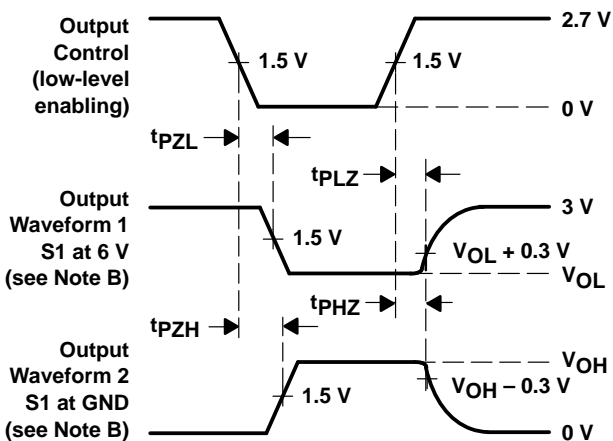 Output
Control
(low-level
enabling)
2.7 V
1.5 V
1.5 V
0 V
tPZL
tPLZ
Output
Waveform 1
S1 at 6 V
(see Note B)
3 V
1.5 V
VOL + 0.3 V
VOL
tPHZ
tPZH
Output
Waveform 2
S1 at GND
(see Note B)
VOH
VOH – 0.3 V
1.5 V
0 V